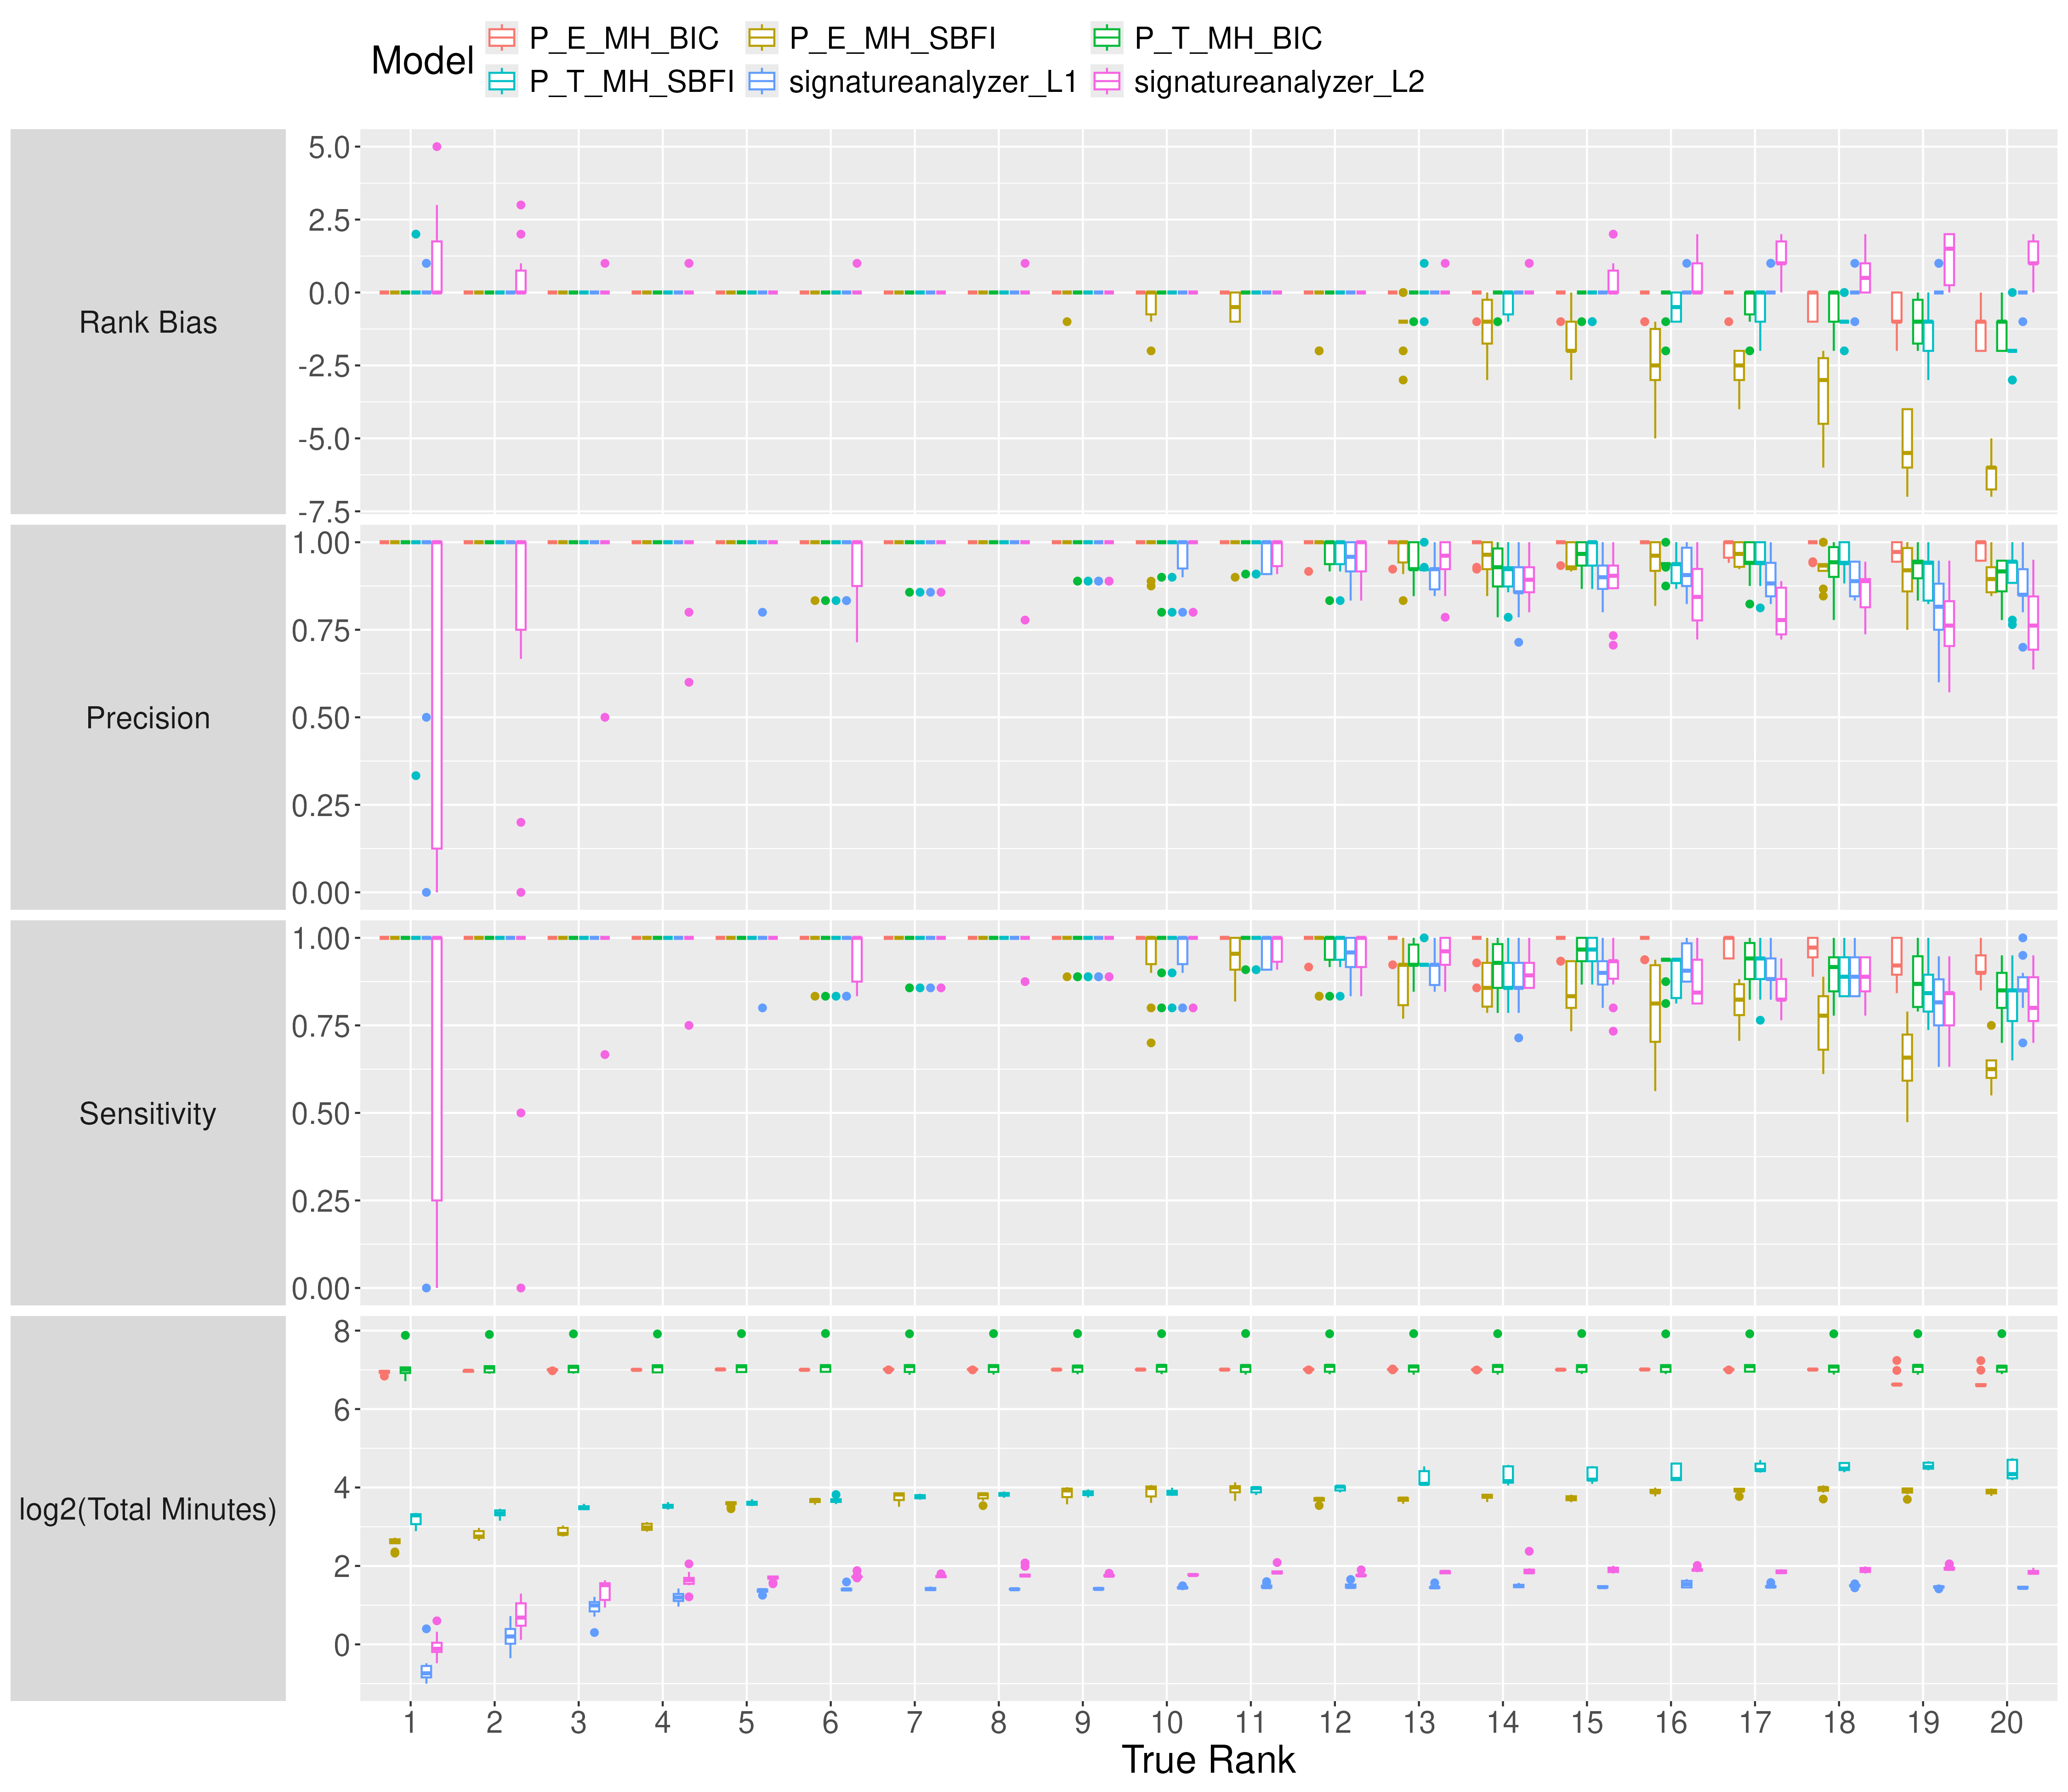 Model P_E_MH_BIC P_E_MH_SBFI P_T_MH_BIC
P_T_MH_SBFI signatureanalyzer_L1 signatureanalyzer_L2
Rank Bias
5.0
2.5
0.0
-2.5
-5.0
-7.5
Precision
1.00
0.75
0.50
0.25
0.00
Sensitivity
1.00
0.75
0.50
0.25
0.00
log2(Total Minutes)
8
6
4
2
0
1 2 3 4 5 6 7 8 9 10 11 12 13 14 15 16 17 18 19 20
True Rank